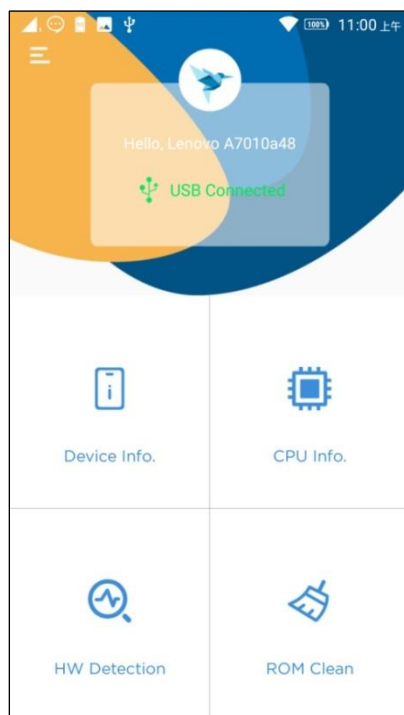 100% 11:00 上午
Hello, Lenovo A7010a48
USB Connected
Device Info.
CPU Info.
HW Detection
ROM Clean